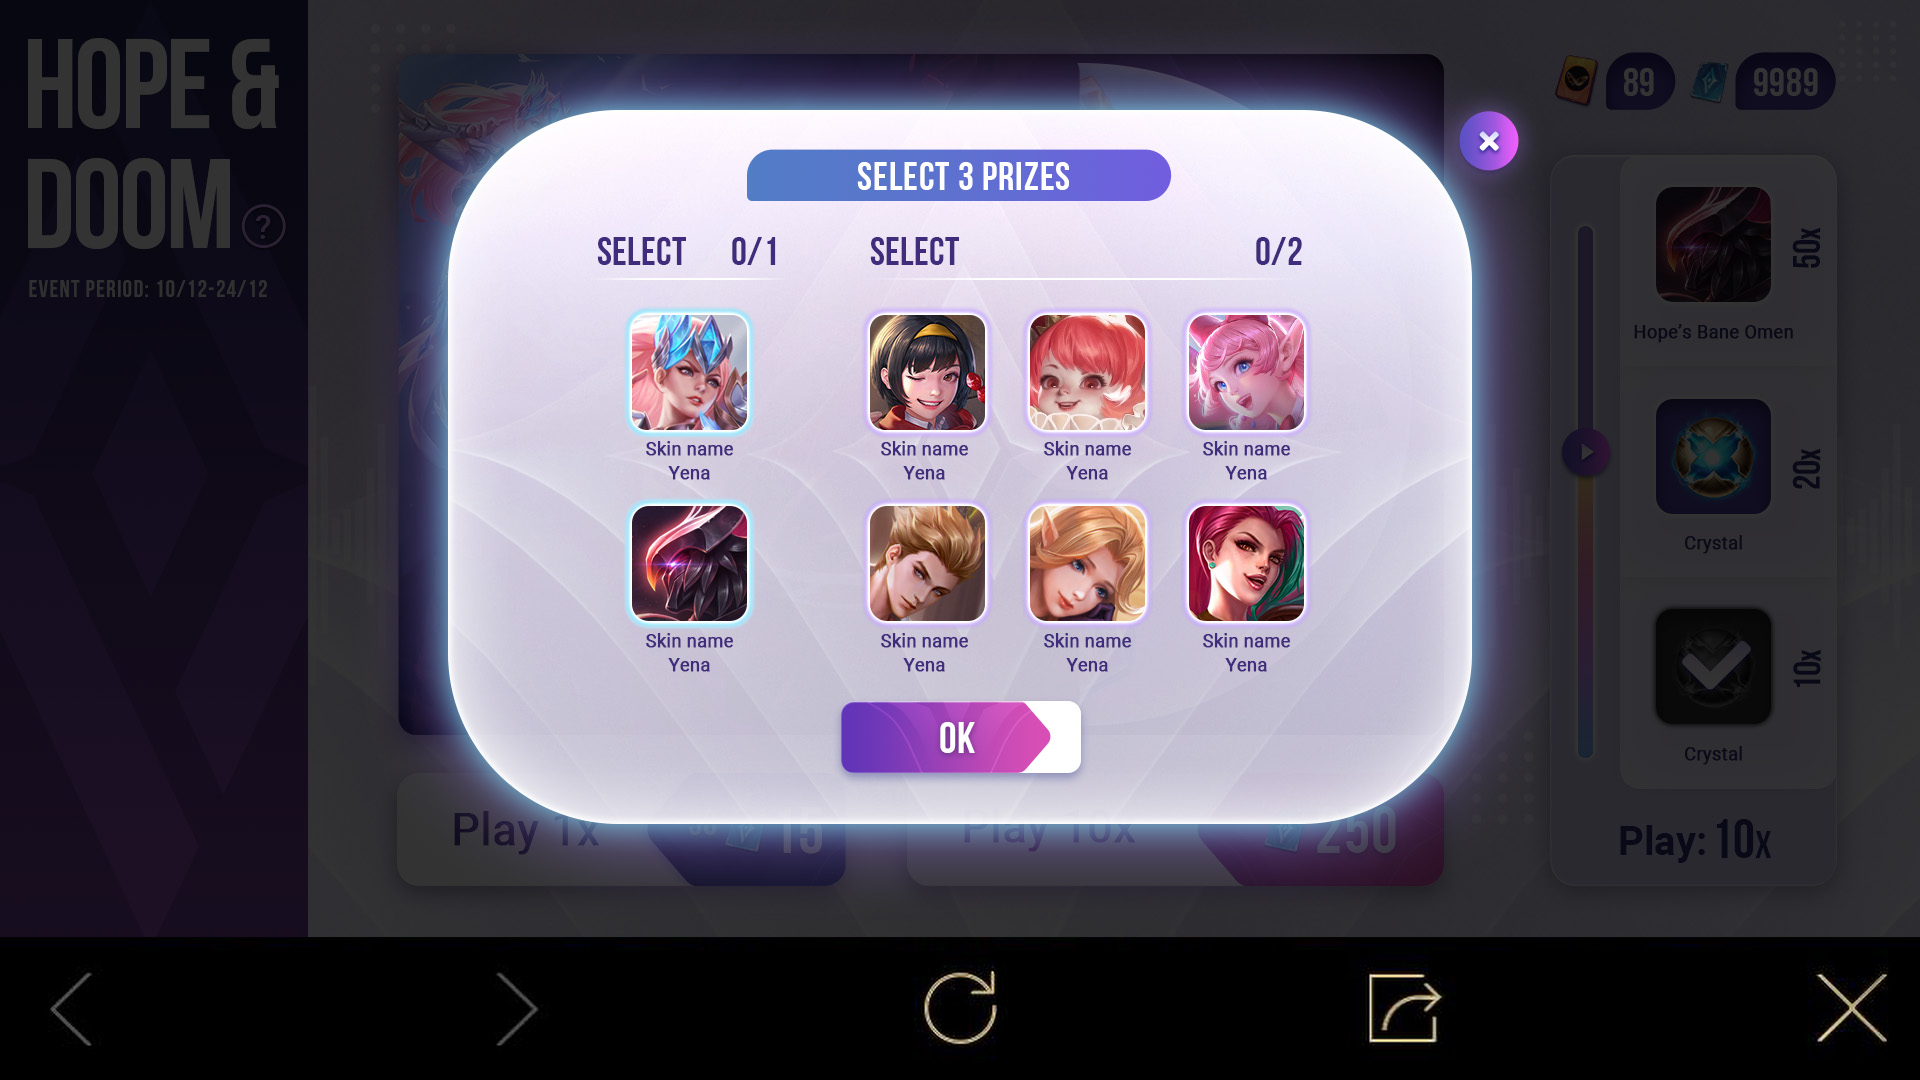 HOPE &
DOOM
?
EVENT PERIOD: 10/12-24/12
89
9989
SELECT 3 PRIZES
SELECT 0/1
SELECT 0/2
Skin name
Yena
Skin name
Yena
Skin name
Yena
Skin name
Yena
Skin name
Yena
Skin name
Yena
Skin name
Yena
Skin name
Yena
OK
50x
Hope's Bane Omen
20x
Crystal
10x
Crystal
Play: 10x
Play 1x
15
Play 10x
250